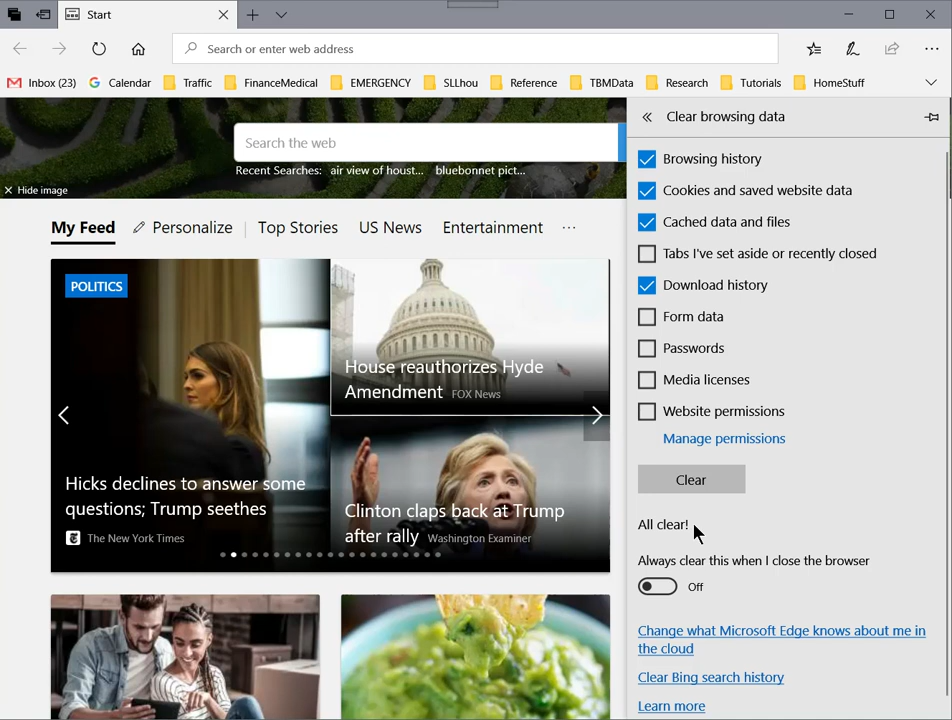 Start
Search or enter web address
Inbox (23)
Calendar
Traffic
FinanceMedical
EMERGENCY
SLLhou
Reference
TBMData
Research
Tutorials
HomeStuff
Search the web
Recent Searches: air view of houst... bluebonnet pict...
Hide image
My Feed
Personalize
Top Stories
US News
Entertainment
...
POLITICS
Hicks declines to answer some
questions; Trump seethes
The New York Times
House reauthorizes Hyde
Amendment FOX News
Clinton claps back at Trump
after rally Washington Examiner
Clear browsing data
Browsing history
Cookies and saved website data
Cached data and files
Tabs I've set aside or recently closed
Download history
Form data
Passwords
Media licenses
Website permissions
Manage permissions
Clear
All clear!
Always clear this when I close the browser
Off
Change what Microsoft Edge knows about me in
the cloud
Clear Bing search history
Learn more